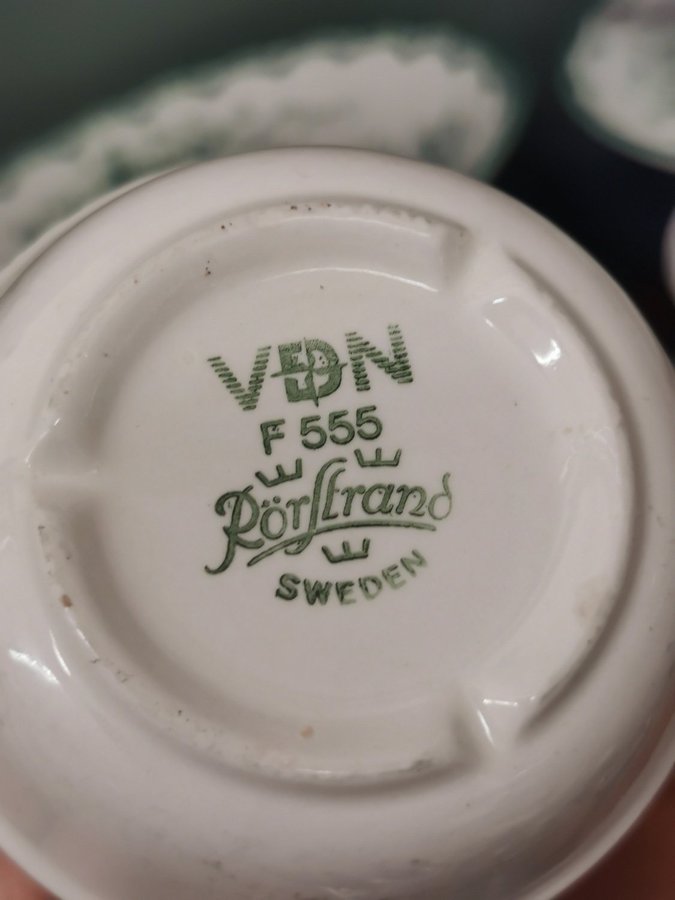 VDN
F 555
Rörstrand
SWEDEN